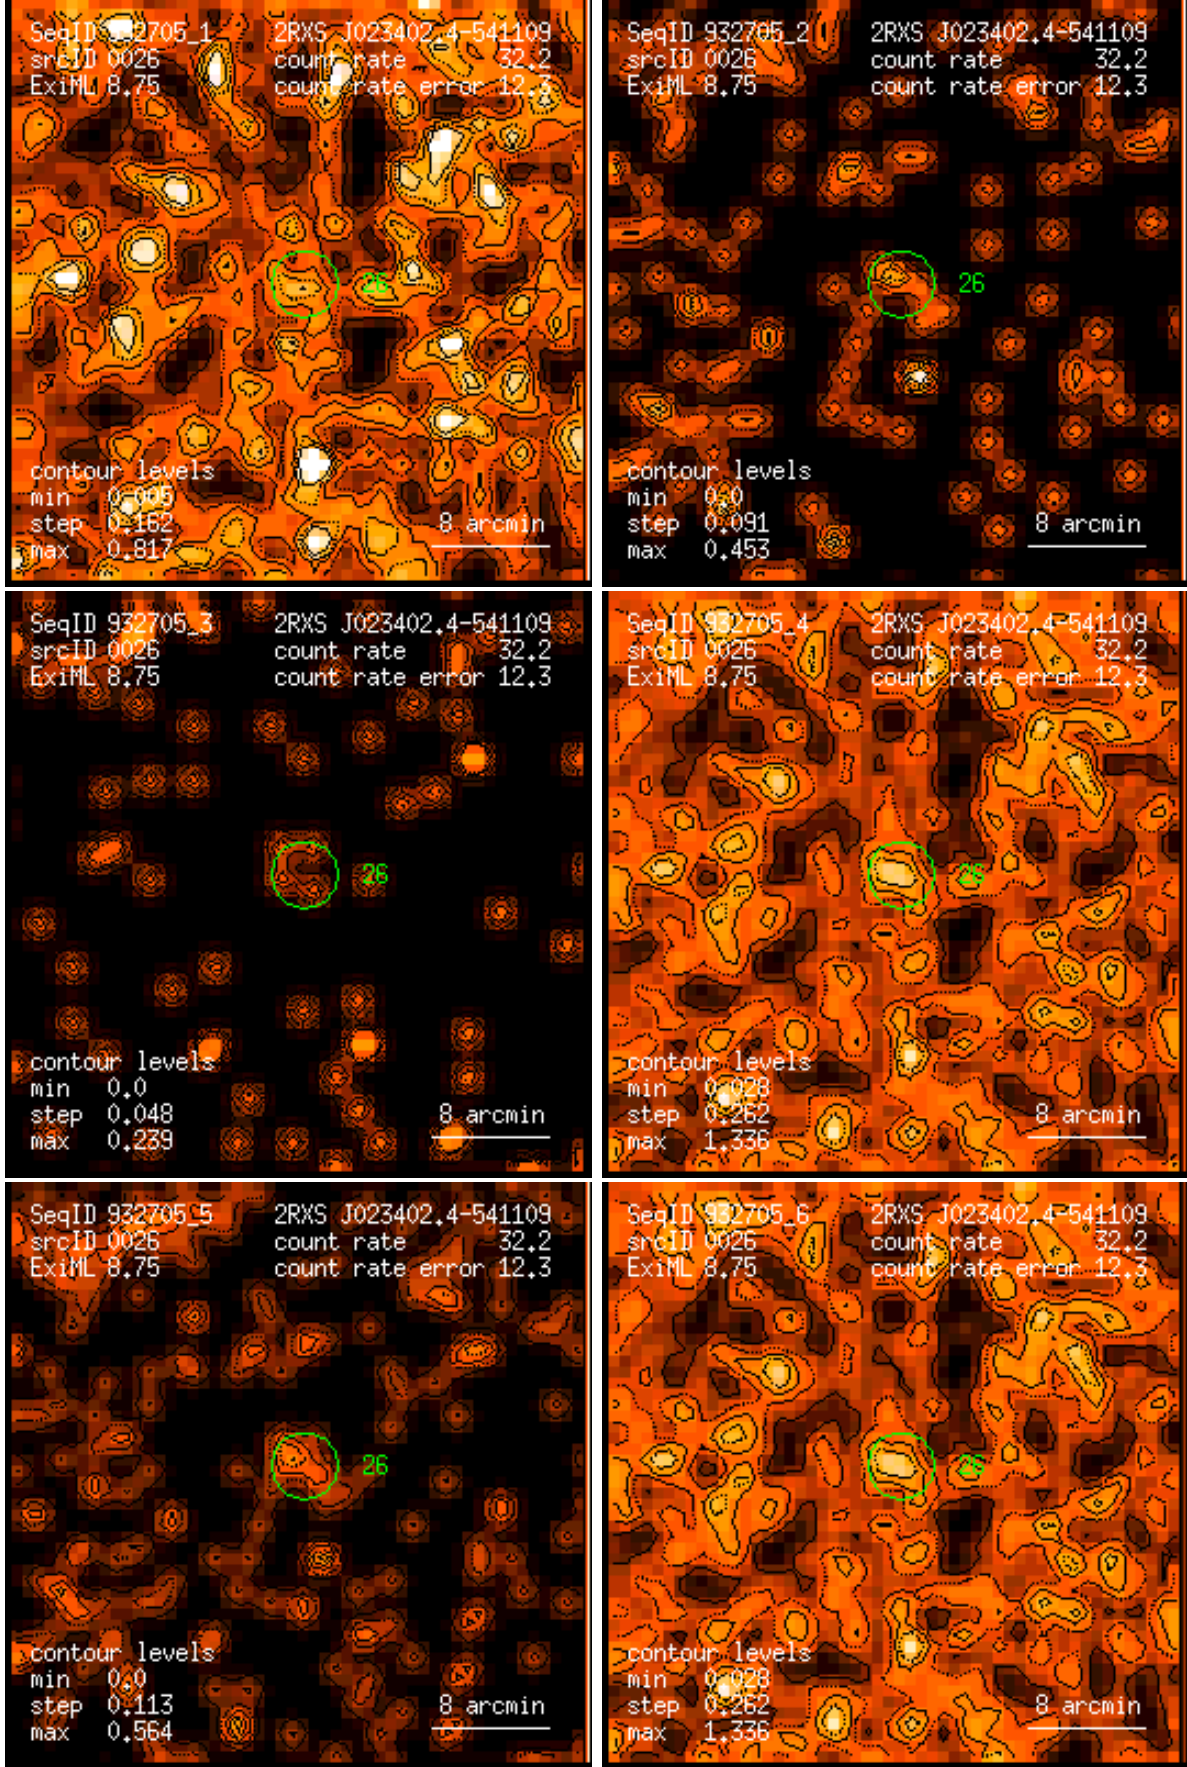 SeqID 932705_1 2RXS J023402.4-541109
srcID 0026 count rate 32.2
ExiML 8.75 count rate error 12.3
26
contour levels
min 0.005
step 0.162 8 arcmin
max 0.817
SeqID 932705_2 2RXS J023402.4-541109
srcID 0026 count rate 32.2
ExiML 8.75 count rate error 12.3
26
contour levels
min 0.0
step 0.091 8 arcmin
max 0.453
SeqID 932705_3 2RXS J023402.4-541109
srcID 0026 count rate 32.2
ExiML 8.75 count rate error 12.3
26
contour levels
min 0.0
step 0.048 8 arcmin
max 0.239
SeqID 932705_4 2RXS J023402.4-541109
srcID 0026 count rate 32.2
ExiML 8.75 count rate error 12.3
26
contour levels
min 0.028
step 0.262 8 arcmin
max 1.336
SeqID 932705_5 2RXS J023402.4-541109
srcID 0026 count rate 32.2
ExiML 8.75 count rate error 12.3
26
contour levels
min 0.0
step 0.113 8 arcmin
max 0.564
SeqID 932705_6 2RXS J023402.4-541109
srcID 0026 count rate 32.2
ExiML 8.75 count rate error 12.3
26
contour levels
min 0.028
step 0.262 8 arcmin
max 1.336